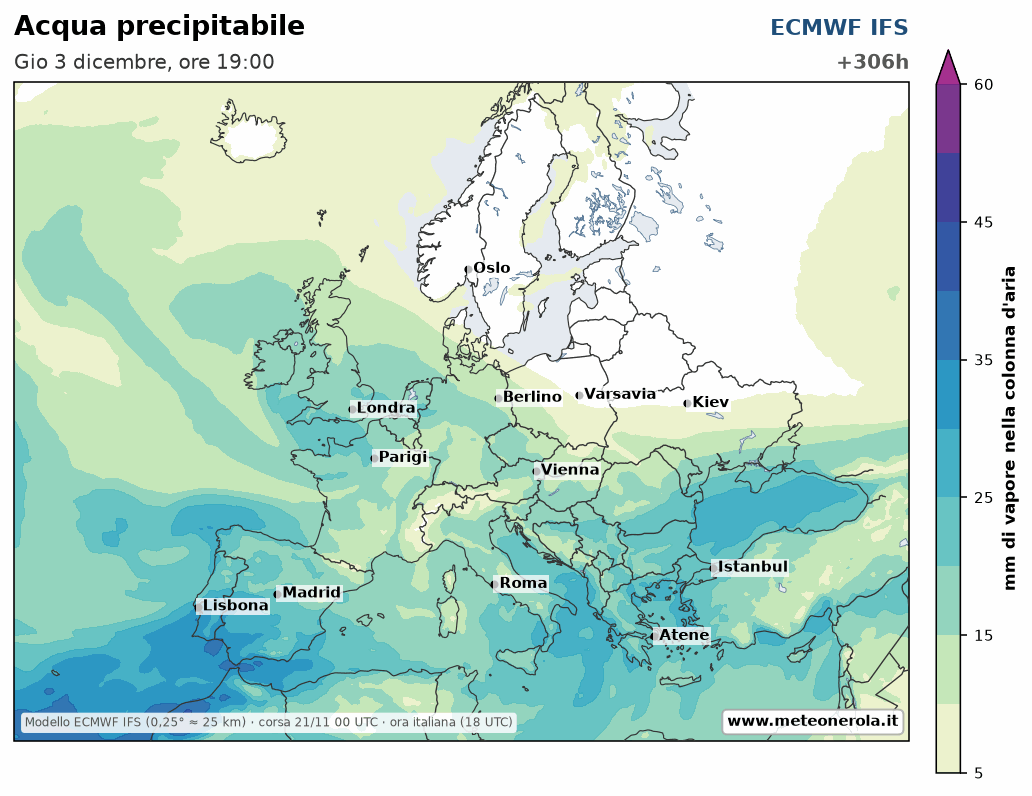 Acqua precipitabile
ECMWF IFS
Gio 3 dicembre, ore 19:00
+306h
60
45
35
25
15
5
mm di vapore nella colonna d'aria
Oslo
Berlino
Varsavia
Kiev
Londra
Parigi
Vienna
Istanbul
Roma
Madrid
Lisbona
Atene
Modello ECMWF IFS (0,25° ≈ 25 km) · corsa 21/11 00 UTC · ora italiana (18 UTC)
www.meteonerola.it